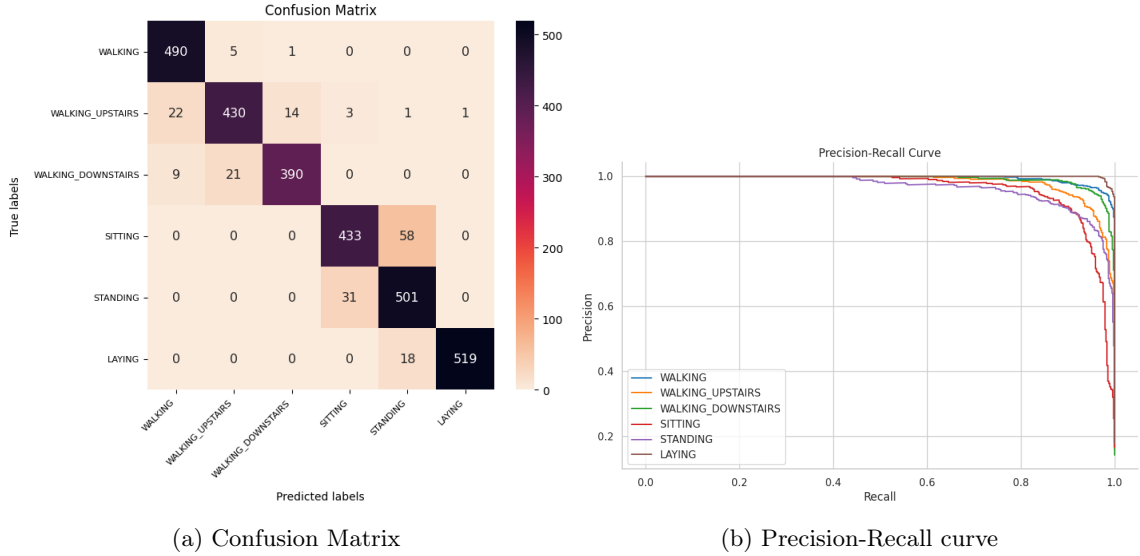 Confusion Matrix
True labels
WALKING
490 5 1 0 0 0
WALKING_UPSTAIRS
22 430 14 3 1 1
WALKING_DOWNSTAIRS
9 21 390 0 0 0
SITTING
0 0 0 433 58 0
STANDING
0 0 0 31 501 0
LAYING
0 0 0 0 18 519
WALKING
WALKING_UPSTAIRS
WALKING_DOWNSTAIRS
SITTING
STANDING
LAYING
Predicted labels
500
400
300
200
100
0
(a) Confusion Matrix
Precision-Recall Curve
Precision
1.0
0.8
0.6
0.4
0.2
WALKING
WALKING_UPSTAIRS
WALKING_DOWNSTAIRS
SITTING
STANDING
LAYING
0.0 0.2 0.4 0.6 0.8 1.0
Recall
(b) Precision-Recall curve